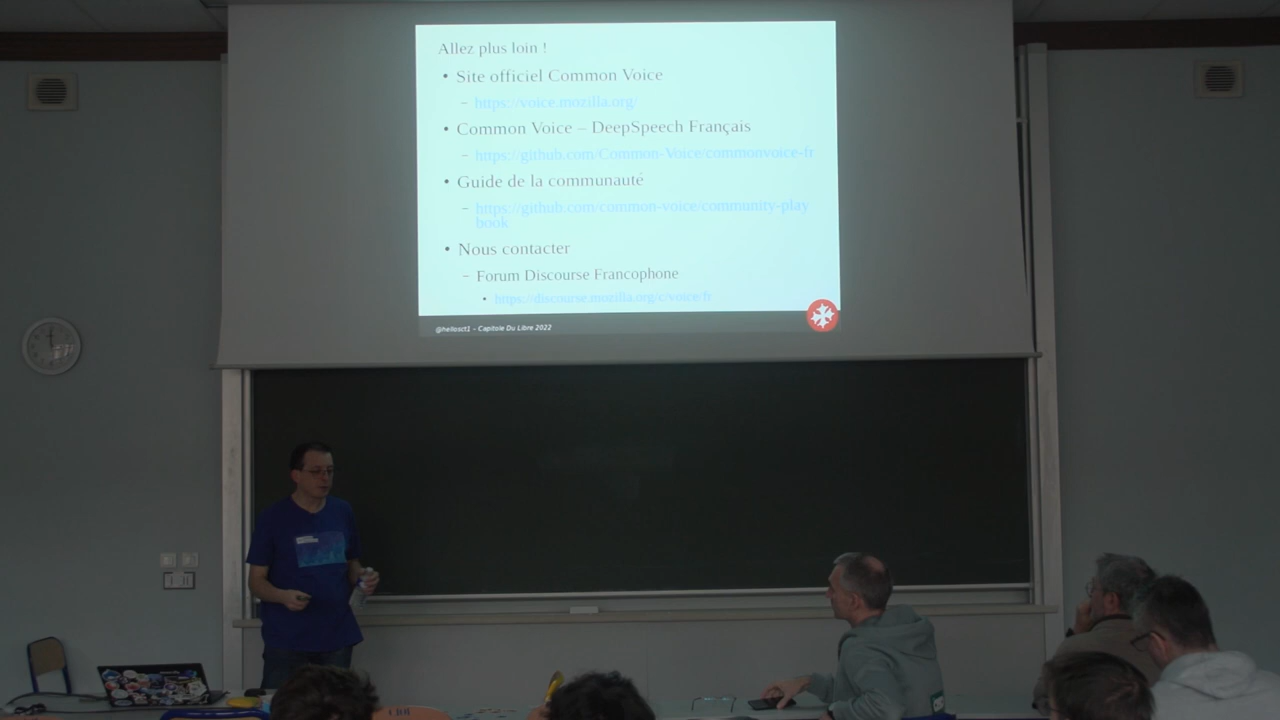 Allez plus loin !
• Site officiel Common Voice
– https://voice.mozilla.org/
• Common Voice – DeepSpeech Français
– https://github.com/Common-Voice/commonvoice-fr
• Guide de la communauté
– https://github.com/common-voice/community-play
book
• Nous contacter
– Forum Discourse Francophone
• https://discourse.mozilla.org/c/voice/fr
@hellosct1 – Capitole Du Libre 2022